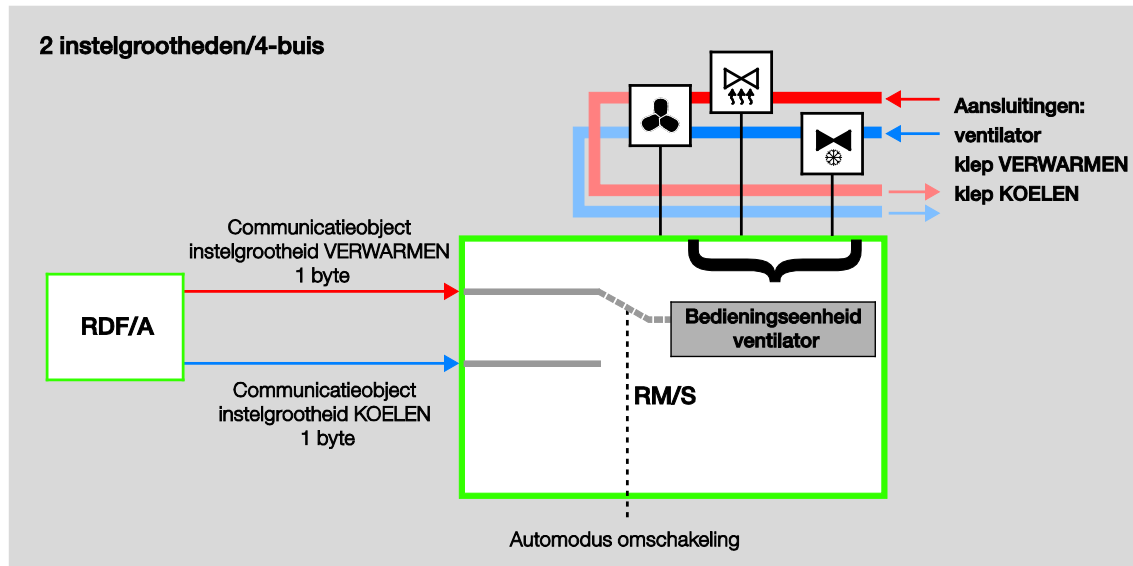 2 instelgrootheden/4-buis
Aansluitingen:
ventilator
klep VERWARMEN
klep KOELEN
Communicatieobject
instelgrootheid VERWARMEN
1 byte
RDF/A
Bedieningseenheid
ventilator
Communicatieobject
instelgrootheid KOELEN
1 byte
RM/S
Automodus omschakeling